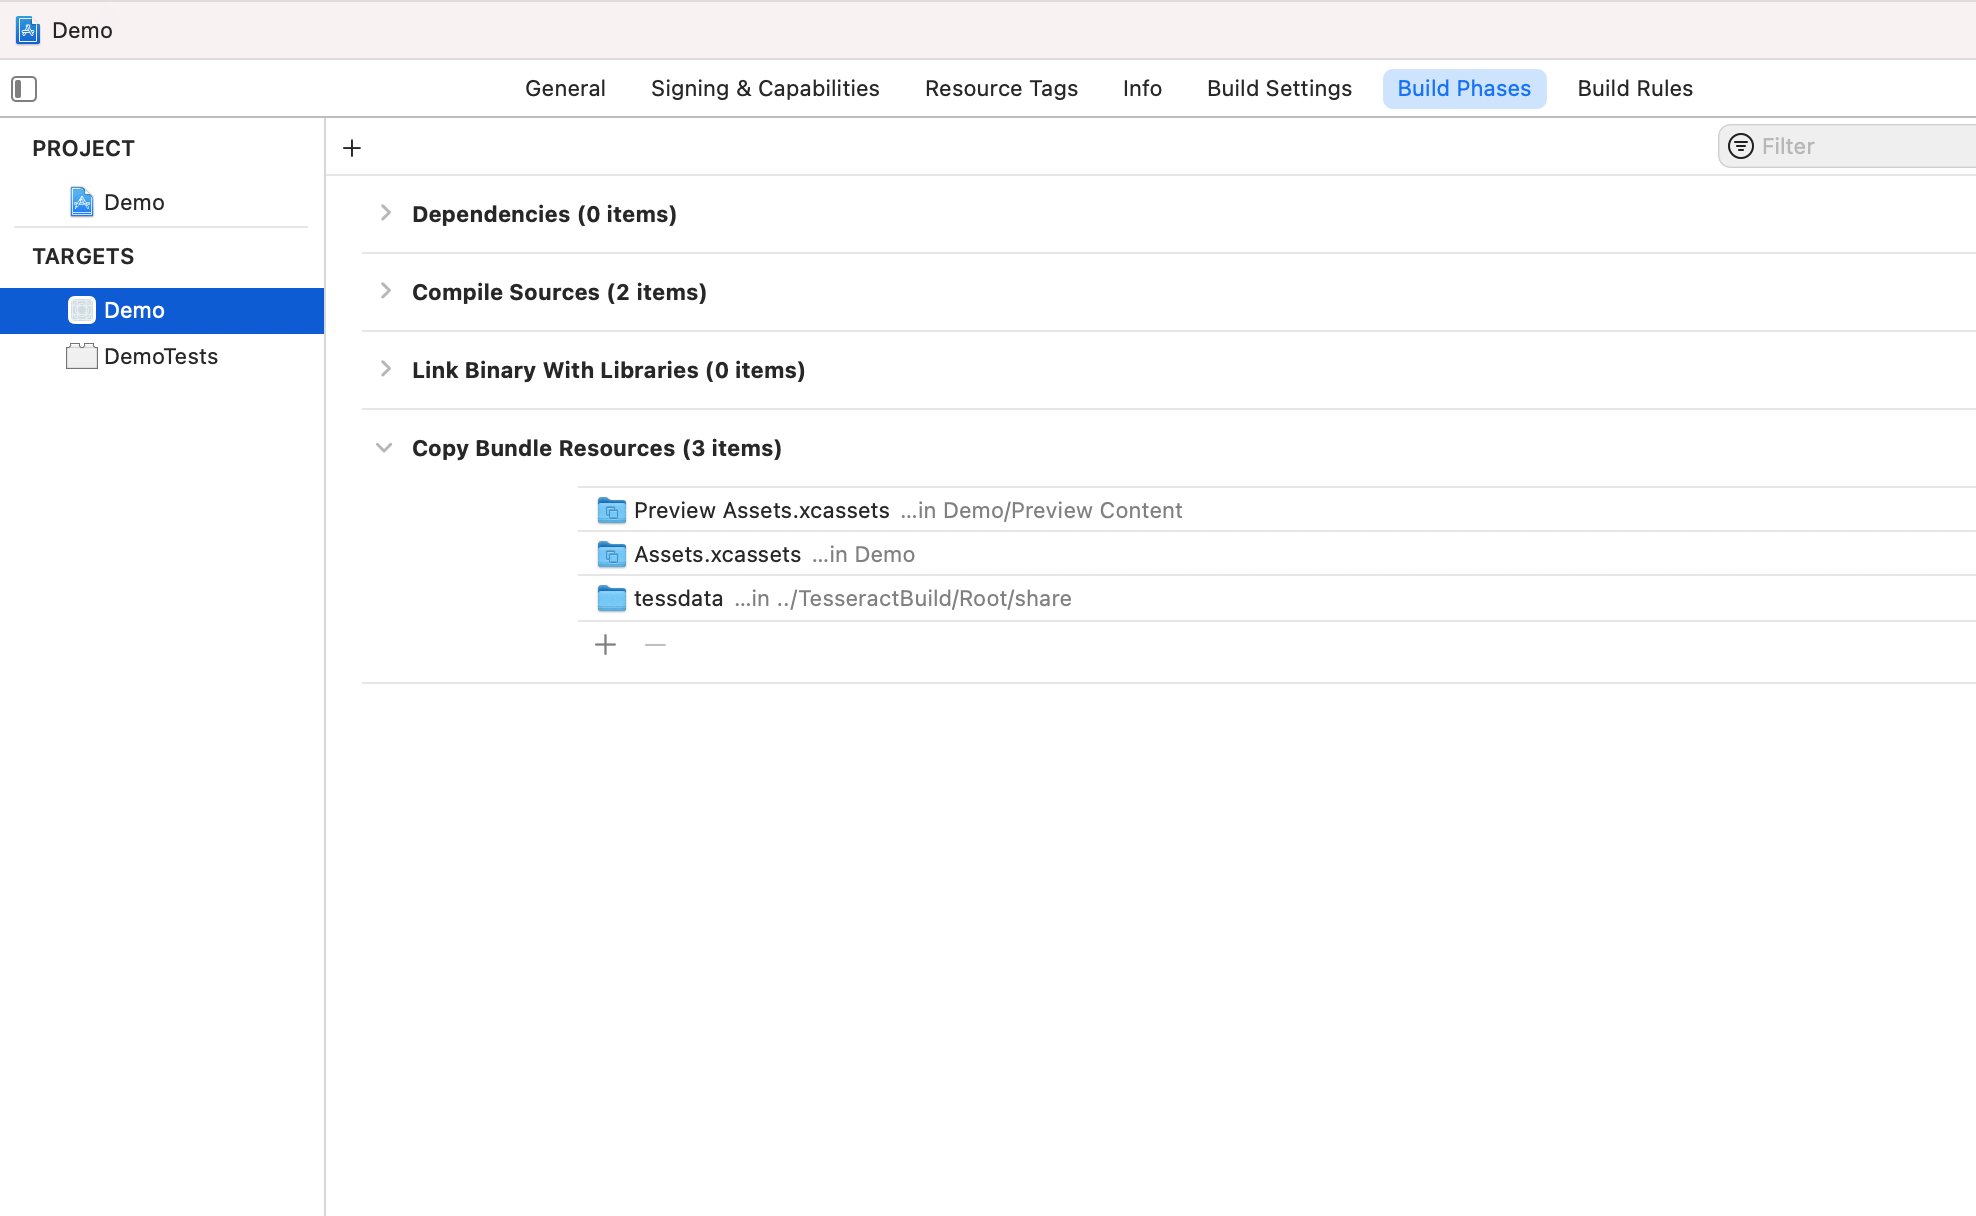 Demo
General Signing & Capabilities Resource Tags Info Build Settings Build Phases Build Rules
PROJECT
Demo
TARGETS
Demo
DemoTests
Filter
Dependencies (0 items)
Compile Sources (2 items)
Link Binary With Libraries (0 items)
Copy Bundle Resources (3 items)
Preview Assets.xcassets ...in Demo/Preview Content
Assets.xcassets ...in Demo
tessdata ...in ../TesseractBuild/Root/share